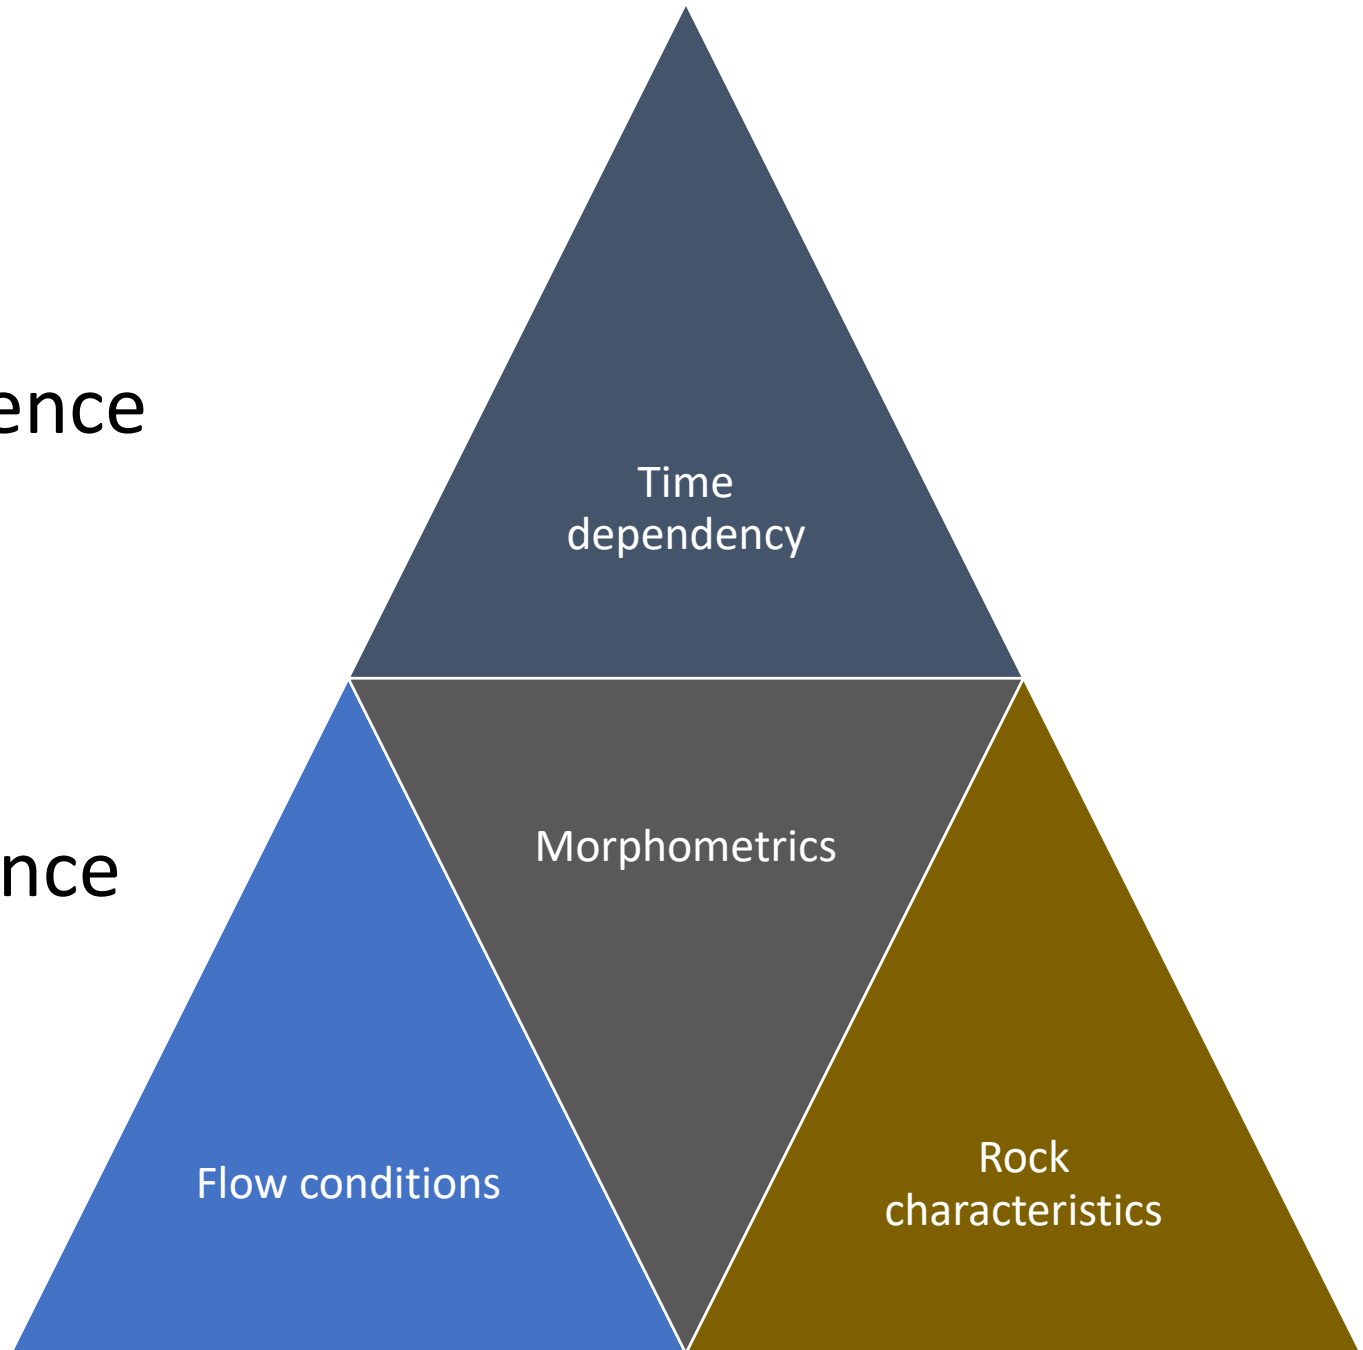 ence
Time
dependency
Morphometrics
nce
Flow conditions
Rock
characteristics